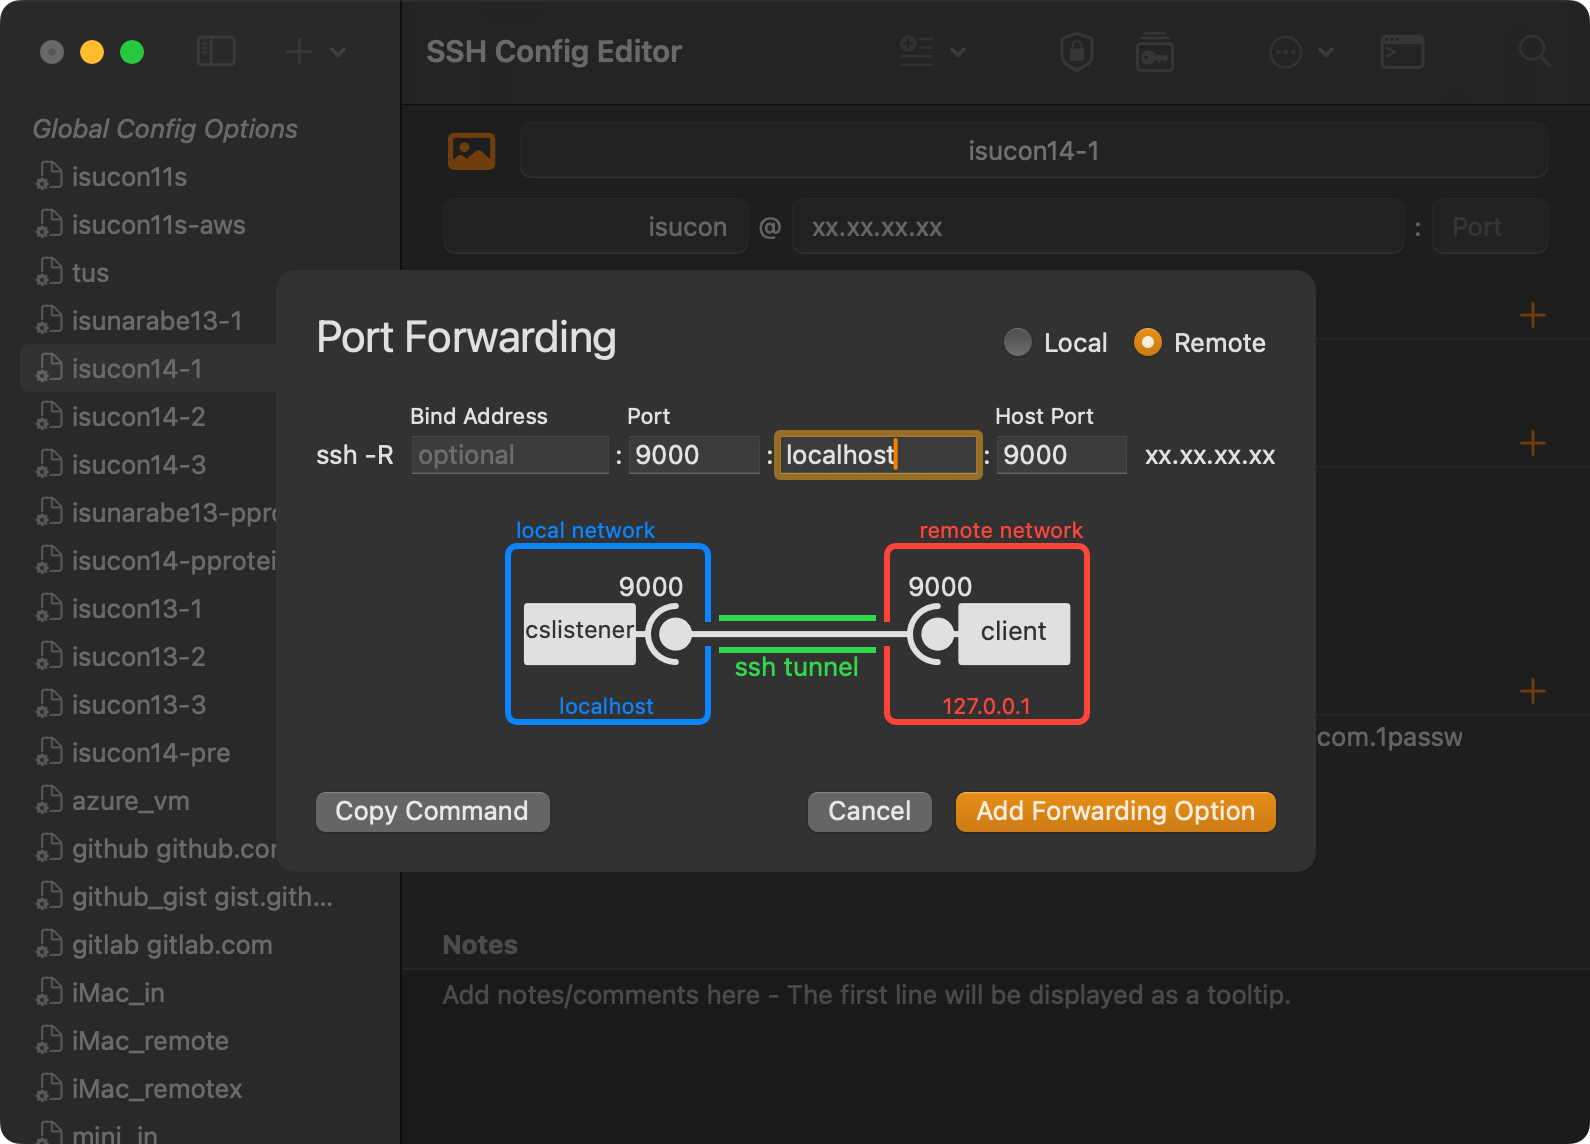 SSH Config Editor
Global Config Options
isucon11s
isucon11s-aws
tus
isunarabe13-1
isucon14-1
isucon14-2
isucon14-3
isunarabe13-ppr
isucon14-pprotei
isucon13-1
isucon13-2
isucon13-3
isucon14-pre
azure_vm
github github.co
github_gist gist.gith...
gitlab gitlab.com
iMac_in
iMac_remote
iMac_remotex
mini_in
isucon14-1
isucon @ xx.xx.xx.xx : Port
Port Forwarding
Local Remote
Bind Address Port Host Port
ssh -R optional : 9000 : localhost : 9000 xx.xx.xx.xx
local network remote network
9000 9000
cslistener client
ssh tunnel
localhost 127.0.0.1
Copy Command Cancel Add Forwarding Option
com.1passw
Notes
Add notes/comments here - The first line will be displayed as a tooltip.